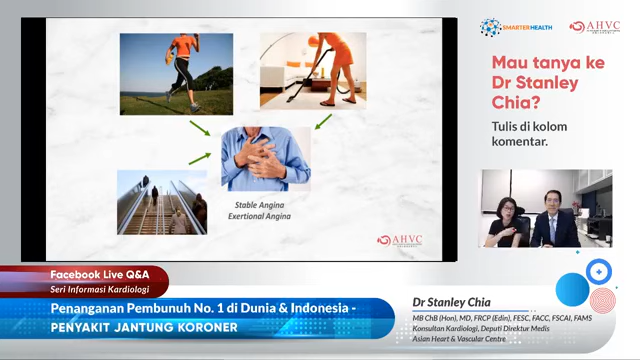 SMARTERHEALTH
AHVC
Mau tanya ke
Dr Stanley
Chia?
Tulis di kolom
komentar.
Stable Angina
Exertional Angina
AHVC
Facebook Live Q&A
Seri Informasi Kardiologi
Penanganan Pembunuh No. 1 di Dunia & Indonesia -
PENYAKIT JANTUNG KORONER
Dr Stanley Chia
MB ChB (Hon), MD, FRCP (Edin), FESC, FACC, FSCAI, FAMS
Konsultan Kardiologi, Deputi Direktur Medis
Asian Heart & Vascular Centre